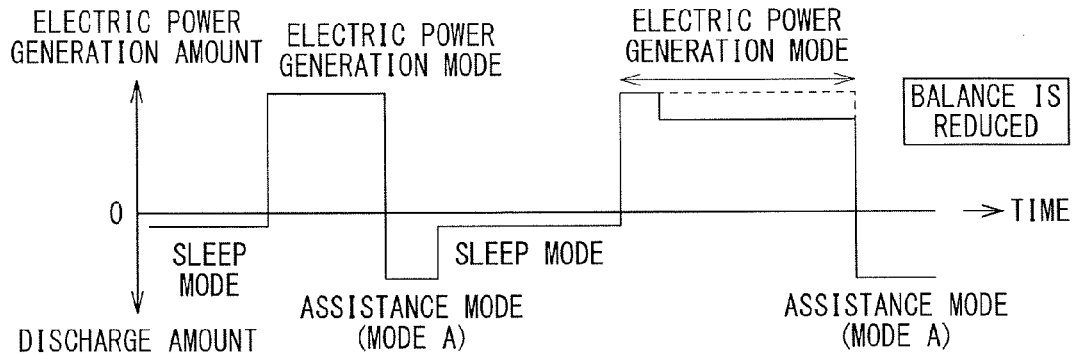 ELECTRIC POWER
GENERATION AMOUNT
ELECTRIC POWER
GENERATION MODE
ELECTRIC POWER
GENERATION MODE
BALANCE IS
REDUCED
0
TIME
SLEEP
MODE
SLEEP MODE
ASSISTANCE MODE
(MODE A)
ASSISTANCE MODE
(MODE A)
DISCHARGE AMOUNT